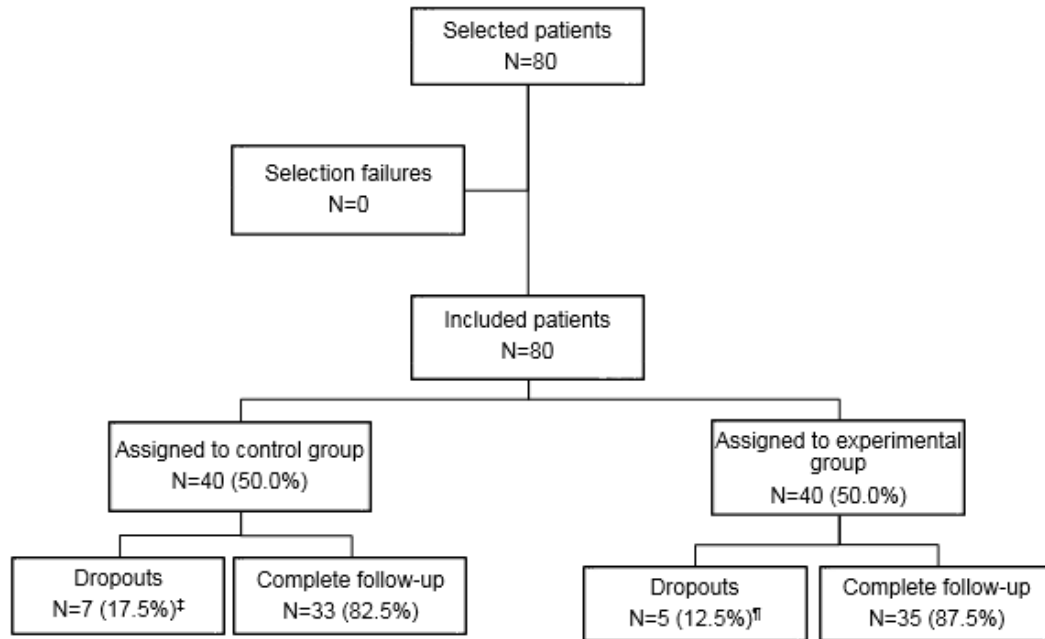 Selected patients
N=80
Selection failures
N=0
Included patients
N=80
Assigned to control group
N=40 (50.0%)
Assigned to experimental
group
N=40 (50.0%)
Dropouts
N=7 (17.5%)‡
Complete follow-up
N=33 (82.5%)
Dropouts
N=5 (12.5%)¶
Complete follow-up
N=35 (87.5%)